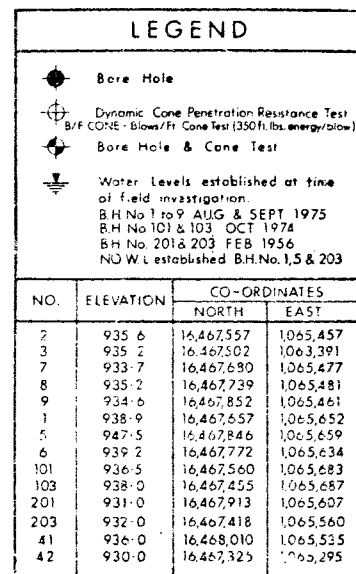 LEGEND
Bore Hole
Dynamic Cone Penetration Resistance Test
B/F CONE - Blows/Ft Cone Test (350 ft. lbs. energy/blow)
Bore Hole & Cone Test
Water Levels established at time
of field investigation.
B.H No 1 to 9 AUG & SEPT 1975
B.H No 101 & 103 OCT 1974
B.H No. 201 & 203 FEB 1956
NO W.L established B.H.No. 1,5 & 203
NO. ELEVATION CO-ORDINATES
NORTH EAST
2 935.6 16,467,557 1,065,457
3 935.2 16,467,502 1,063,391
7 933.7 16,467,680 1,065,477
8 935.2 16,467,739 1,065,481
9 934.6 16,467,852 1,065,461
1 938.9 16,467,657 1,065,652
5 947.5 16,467,846 1,065,659
6 939.2 16,467,772 1,065,634
101 936.5 16,467,560 1,065,683
103 938.0 16,467,455 1,065,687
201 931.0 16,467,913 1,065,607
203 932.0 16,467,418 1,065,560
41 936.0 16,468,010 1,065,535
42 930.0 16,467,325 1,065,295